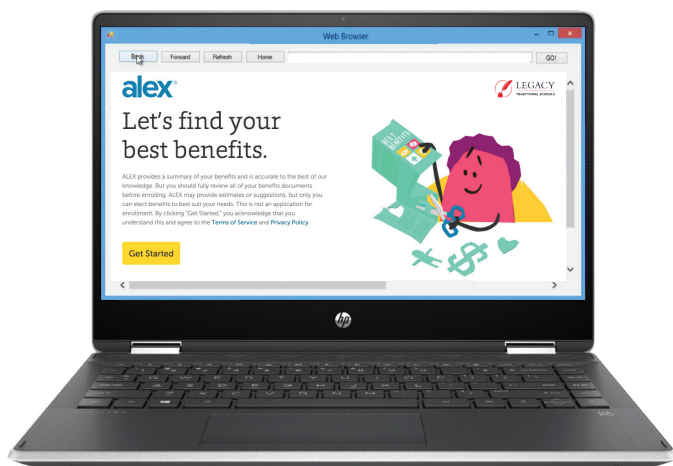 Web Browser
Back Forward Refresh Home GO!
alex
LEGACY
TRADITIONAL SCHOOLS
Let's find your
best benefits.
BEST
BENEFITS
ALEX provides a summary of your benefits and is accurate to the best of our
knowledge. But you should fully review all of your benefits documents
before enrolling. ALEX may provide estimates or suggestions, but only you
can elect benefits to best suit your needs. This is not an application for
enrollment. By clicking "Get Started," you acknowledge that you
understand this and agree to the Terms of Service and Privacy Policy.
Get Started
hp